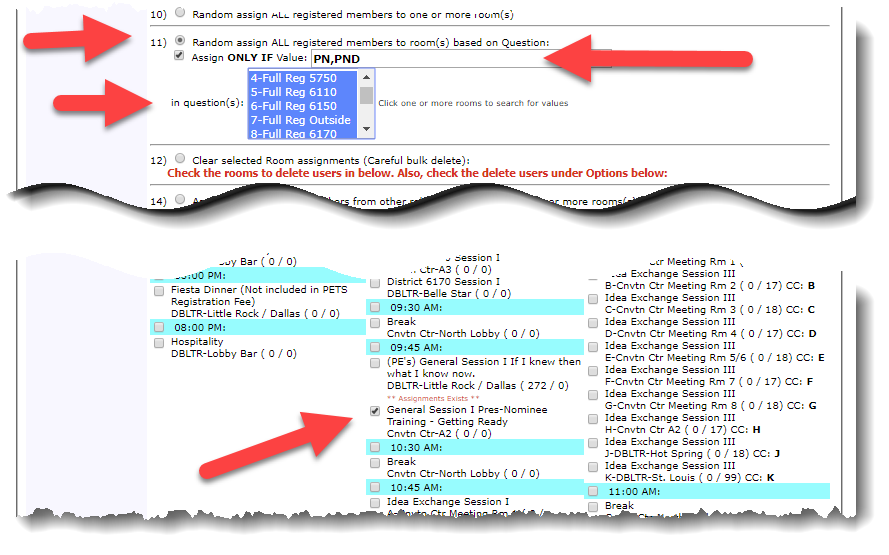 10) Random assign ALL registered members to one or more room(s)
11) Random assign ALL registered members to room(s) based on Question:
Assign ONLY IF Value: PN,PND
4-Full Reg 5750
5-Full Reg 6110
in question(s): 6-Full Reg 6150 Click one or more rooms to search for values
7-Full Reg Outside
8-Full Reg 6170
12) Clear selected Room assignments (Careful bulk delete):
Check the rooms to delete users in below. Also, check the delete users under Options below:
14)
from other
or more room(s)
Lobby Bar ( 0 / 0)
PM:
Fiesta Dinner (Not included in PETS
Registration Fee)
DBLTR-Little Rock / Dallas ( 0 / 0)
08:00 PM:
Hospitality
DBLTR-Lobby Bar ( 0 / 0)
Session I
Ctr-A3 ( 0 / 0)
District 6170 Session I
DBLTR-Belle Star ( 0 / 0)
09:30 AM:
Break
Cnvtn Ctr-North Lobby ( 0 / 0)
09:45 AM:
(PE's) General Session I If I knew then
what I know now.
DBLTR-Little Rock / Dallas ( 272 / 0)
** Assignments Exists **
General Session I Pres-Nominee
Training - Getting Ready
Cnvtn Ctr-A2 ( 0 / 0)
10:30 AM:
Break
Cnvtn Ctr-North Lobby ( 0 / 0)
10:45 AM:
Idea Exchange Session I
Ctr Meeting Rm
Ctr Meeting Rm 1
Idea Exchange Session III
B-Cnvtn Ctr Meeting Rm 2 ( 0 / 17) CC: B
Idea Exchange Session III
C-Cnvtn Ctr Meeting Rm 3 ( 0 / 18) CC: C
Idea Exchange Session III
D-Cnvtn Ctr Meeting Rm 4 ( 0 / 17) CC: D
Idea Exchange Session III
E-Cnvtn Ctr Meeting Rm 5/6 ( 0 / 18) CC: E
Idea Exchange Session III
F-Cnvtn Ctr Meeting Rm 7 ( 0 / 17) CC: F
Idea Exchange Session III
G-Cnvtn Ctr Meeting Rm 8 ( 0 / 18) CC: G
Idea Exchange Session III
H-Cnvtn Ctr A2 ( 0 / 17) CC: H
Idea Exchange Session III
J-DBLTR-Hot Spring ( 0 / 18) CC: J
Idea Exchange Session III
K-DBLTR-St. Louis ( 0 / 99) CC: K
11:00 AM:
Break